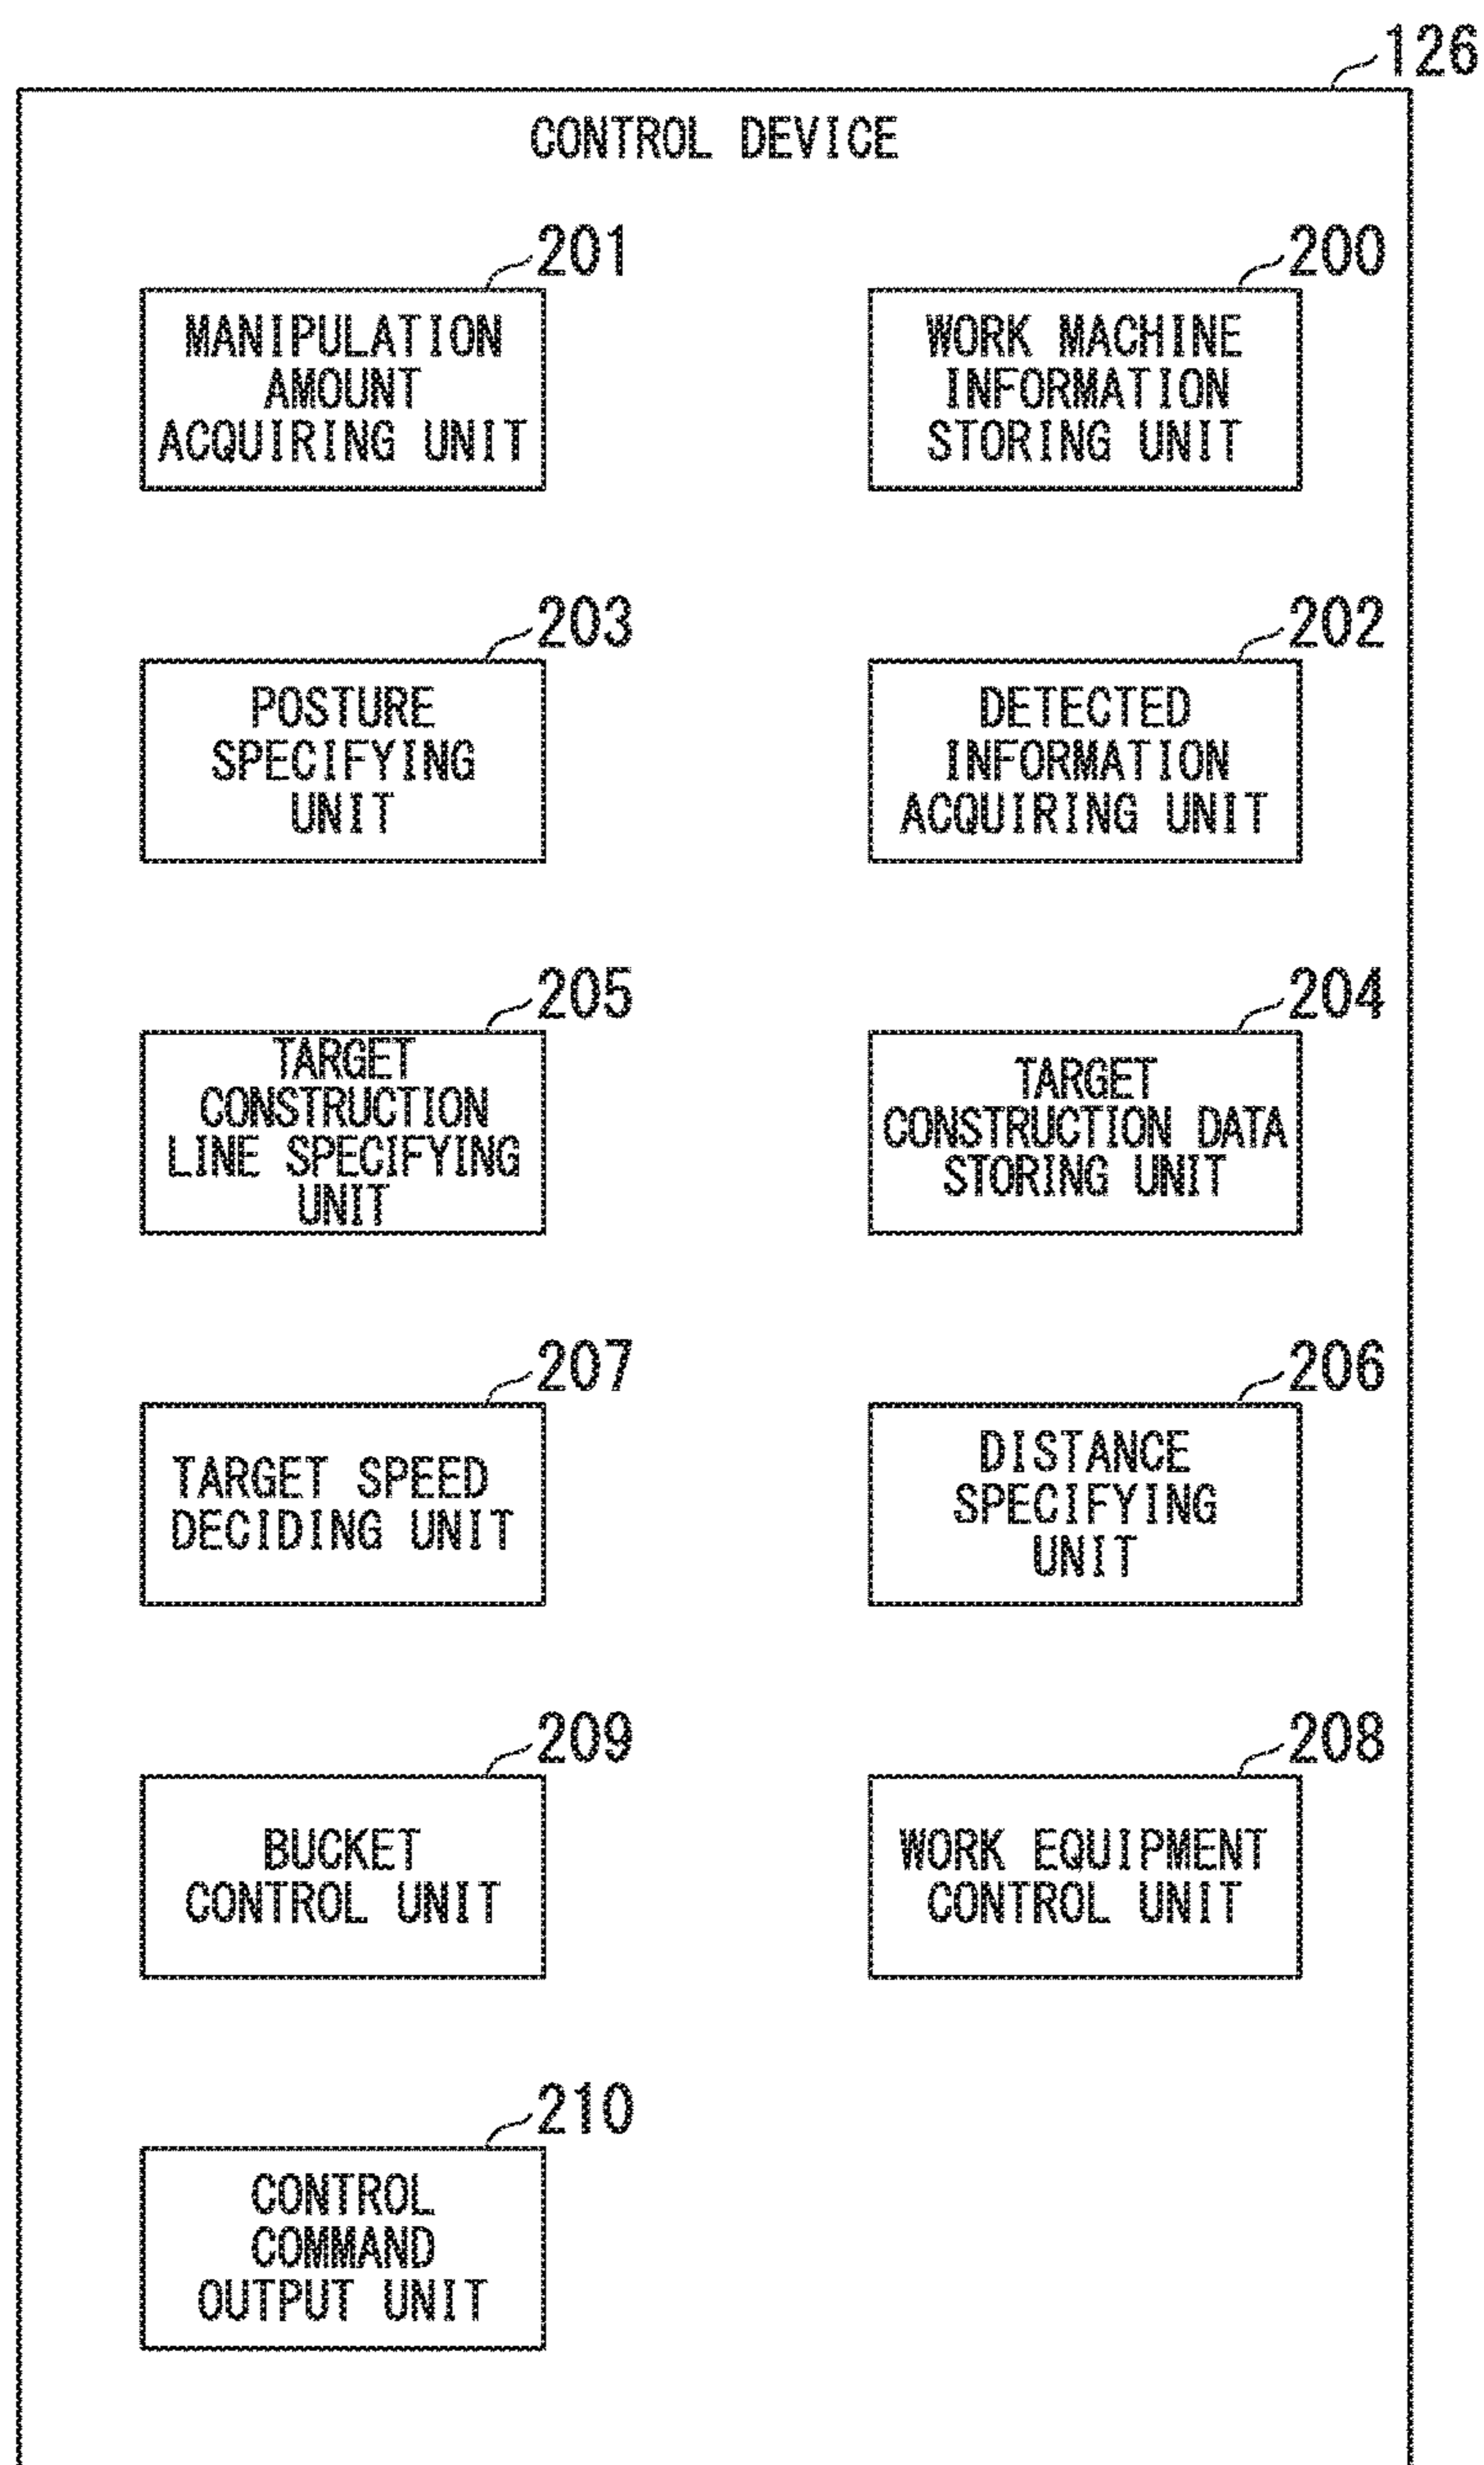 126
CONTROL DEVICE
201
MANIPULATION
AMOUNT
ACQUIRING UNIT
200
WORK MACHINE
INFORMATION
STORING UNIT
203
POSTURE
SPECIFYING
UNIT
202
DETECTED
INFORMATION
ACQUIRING UNIT
205
TARGET
CONSTRUCTION
LINE SPECIFYING
UNIT
204
TARGET
CONSTRUCTION DATA
STORING UNIT
207
TARGET SPEED
DECIDING UNIT
206
DISTANCE
SPECIFYING
UNIT
209
BUCKET
CONTROL UNIT
208
WORK EQUIPMENT
CONTROL UNIT
210
CONTROL
COMMAND
OUTPUT UNIT